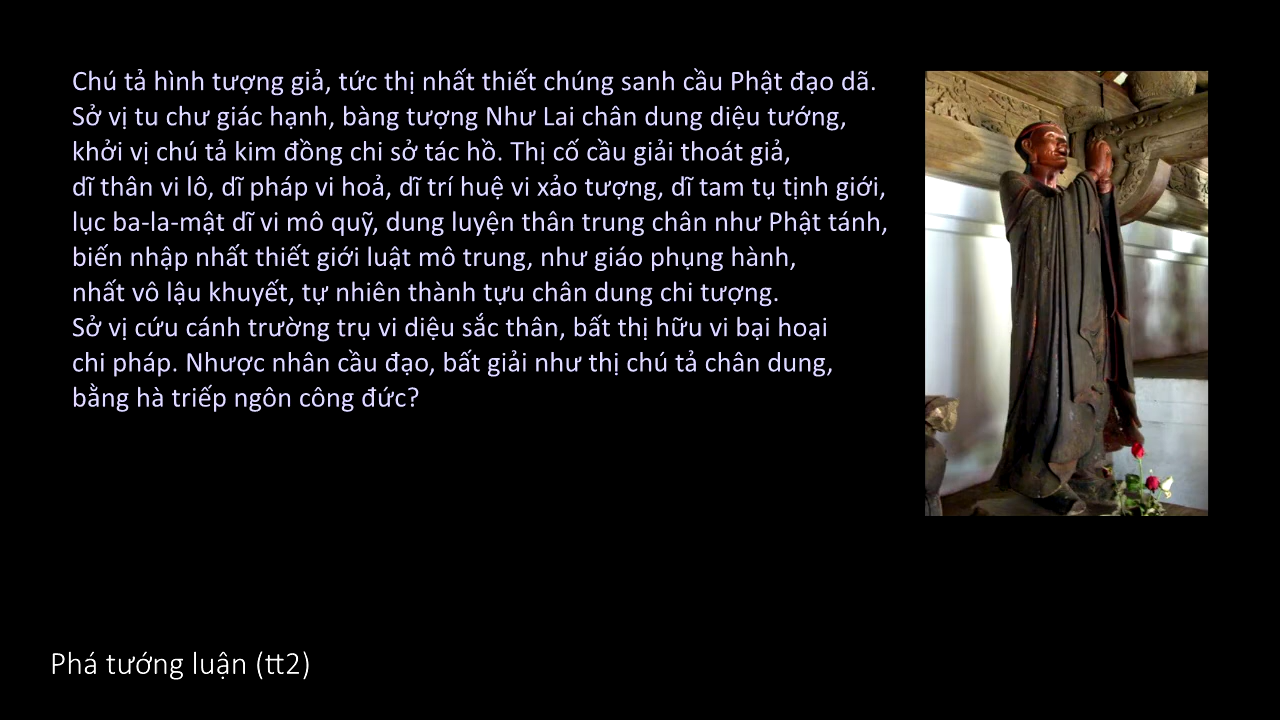 Chú tả hình tượng giả, tức thị nhất thiết chúng sanh cầu Phật đạo dã.
Sở vị tu chư giác hạnh, bàng tượng Như Lai chân dung diệu tướng,
khởi vị chú tả kim đồng chi sở tác hồ. Thị cố cầu giải thoát giả,
dĩ thân vi lô, dĩ pháp vi hoả, dĩ trí huệ vi xảo tượng, dĩ tam tụ tịnh giới,
lục ba-la-mật dĩ vi mô quỹ, dung luyện thân trung chân như Phật tánh,
biến nhập nhất thiết giới luật mô trung, như giáo phụng hành,
nhất vô lậu khuyết, tự nhiên thành tựu chân dung chi tượng.
Sở vị cứu cánh trường trụ vi diệu sắc thân, bất thị hữu vi bại hoại
chi pháp. Nhược nhân cầu đạo, bất giải như thị chú tả chân dung,
bằng hà triếp ngôn công đức?
Phá tướng luận (tt2)